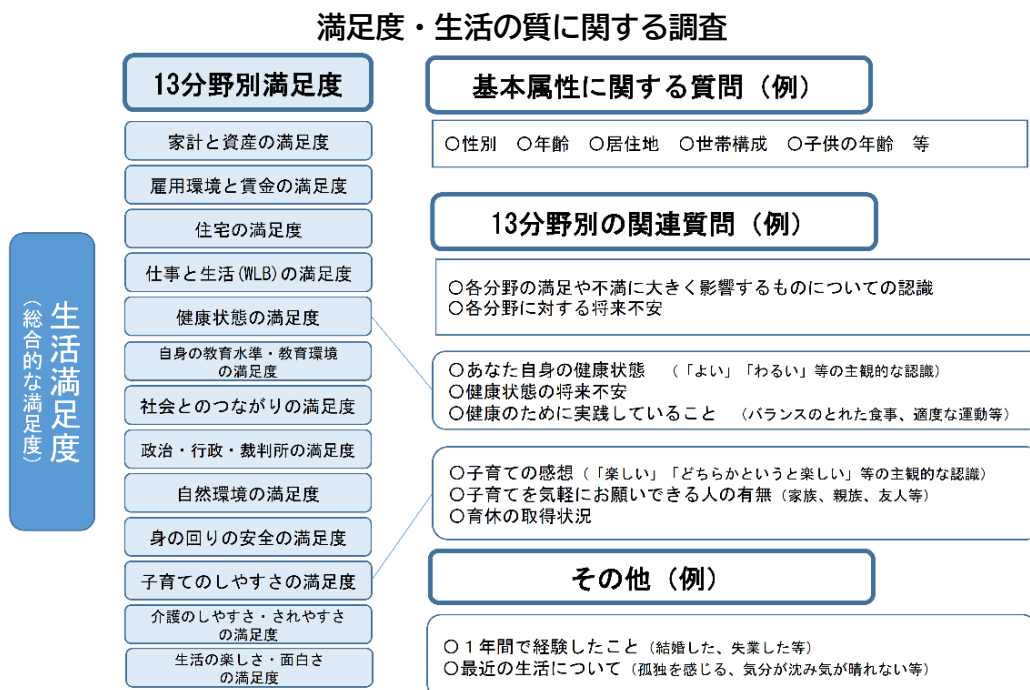 満足度・生活の質に関する調査
生活満足度
（総合的な満足度）
13分野別満足度
家計と資産の満足度
雇用環境と賃金の満足度
住宅の満足度
仕事と生活(WLB)の満足度
健康状態の満足度
自身の教育水準・教育環境
の満足度
社会とのつながりの満足度
政治・行政・裁判所の満足度
自然環境の満足度
身の回りの安全の満足度
子育てのしやすさの満足度
介護のしやすさ・されやすさ
の満足度
生活の楽しさ・面白さ
の満足度
基本属性に関する質問（例）
○性別　○年齢　○居住地　○世帯構成　○子供の年齢　等
13分野別の関連質問（例）
○各分野の満足や不満に大きく影響するものについての認識
○各分野に対する将来不安
○あなた自身の健康状態　（「よい」「わるい」等の主観的な認識）
○健康状態の将来不安
○健康のために実践していること　（バランスのとれた食事、適度な運動等）
○子育ての感想（「楽しい」「どちらかというと楽しい」等の主観的な認識）
○子育てを気軽にお願いできる人の有無（家族、親族、友人等）
○育休の取得状況
その他（例）
○１年間で経験したこと（結婚した、失業した等）
○最近の生活について（孤独を感じる、気分が沈み気が晴れない等）